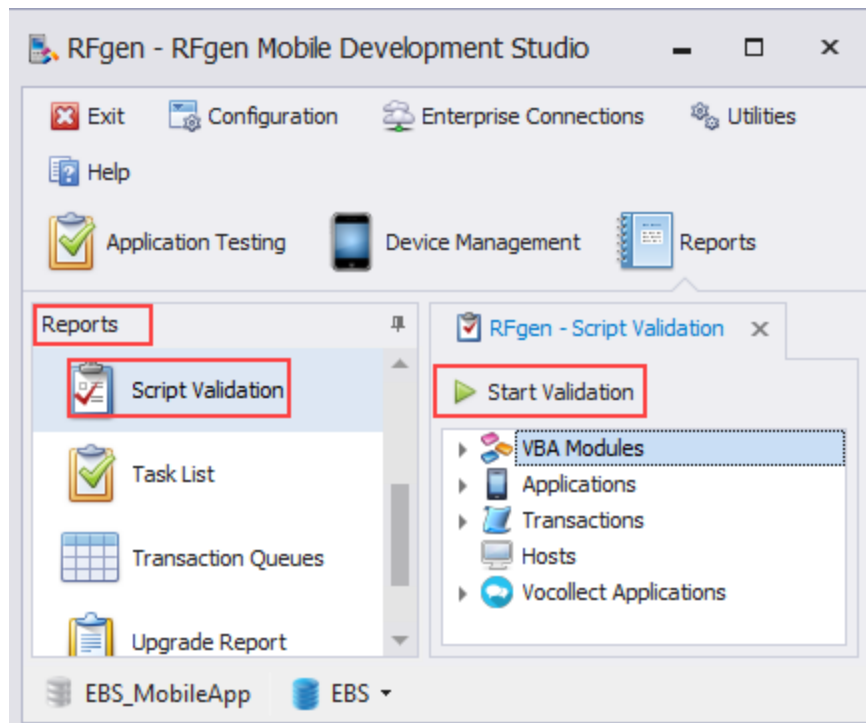 RFgen - RFgen Mobile Development Studio
Exit Configuration Enterprise Connections Utilities
Help
Application Testing Device Management Reports
Reports
Script Validation
Task List
Transaction Queues
Upgrade Report
RFgen - Script Validation
Start Validation
VBA Modules
Applications
Transactions
Hosts
Vocollect Applications
EBS_MobileApp EBS